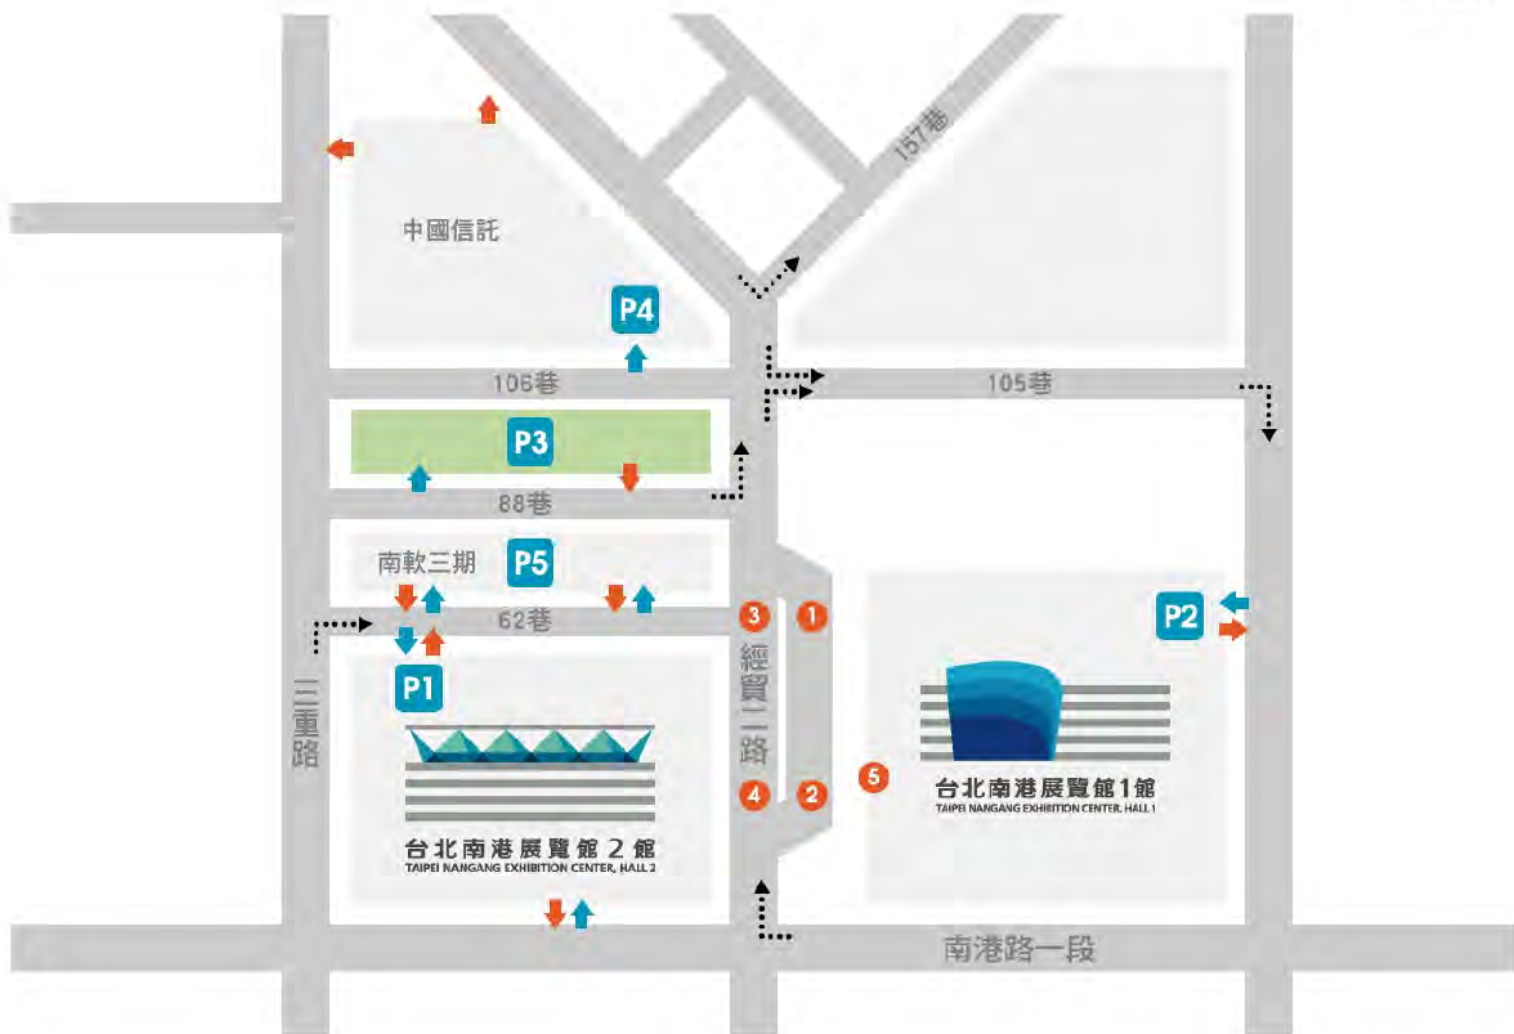 157巷
中國信託
P4
106巷
105巷
P3
88巷
南軟三期
P5
62巷
3
1
P2
P1
三重路
經貿二路
4
2
5
台北南港展覽館1館
TAIPEI NANGANG EXHIBITION CENTER, HALL 1
台北南港展覽館2館
TAIPEI NANGANG EXHIBITION CENTER, HALL 2
南港路一段